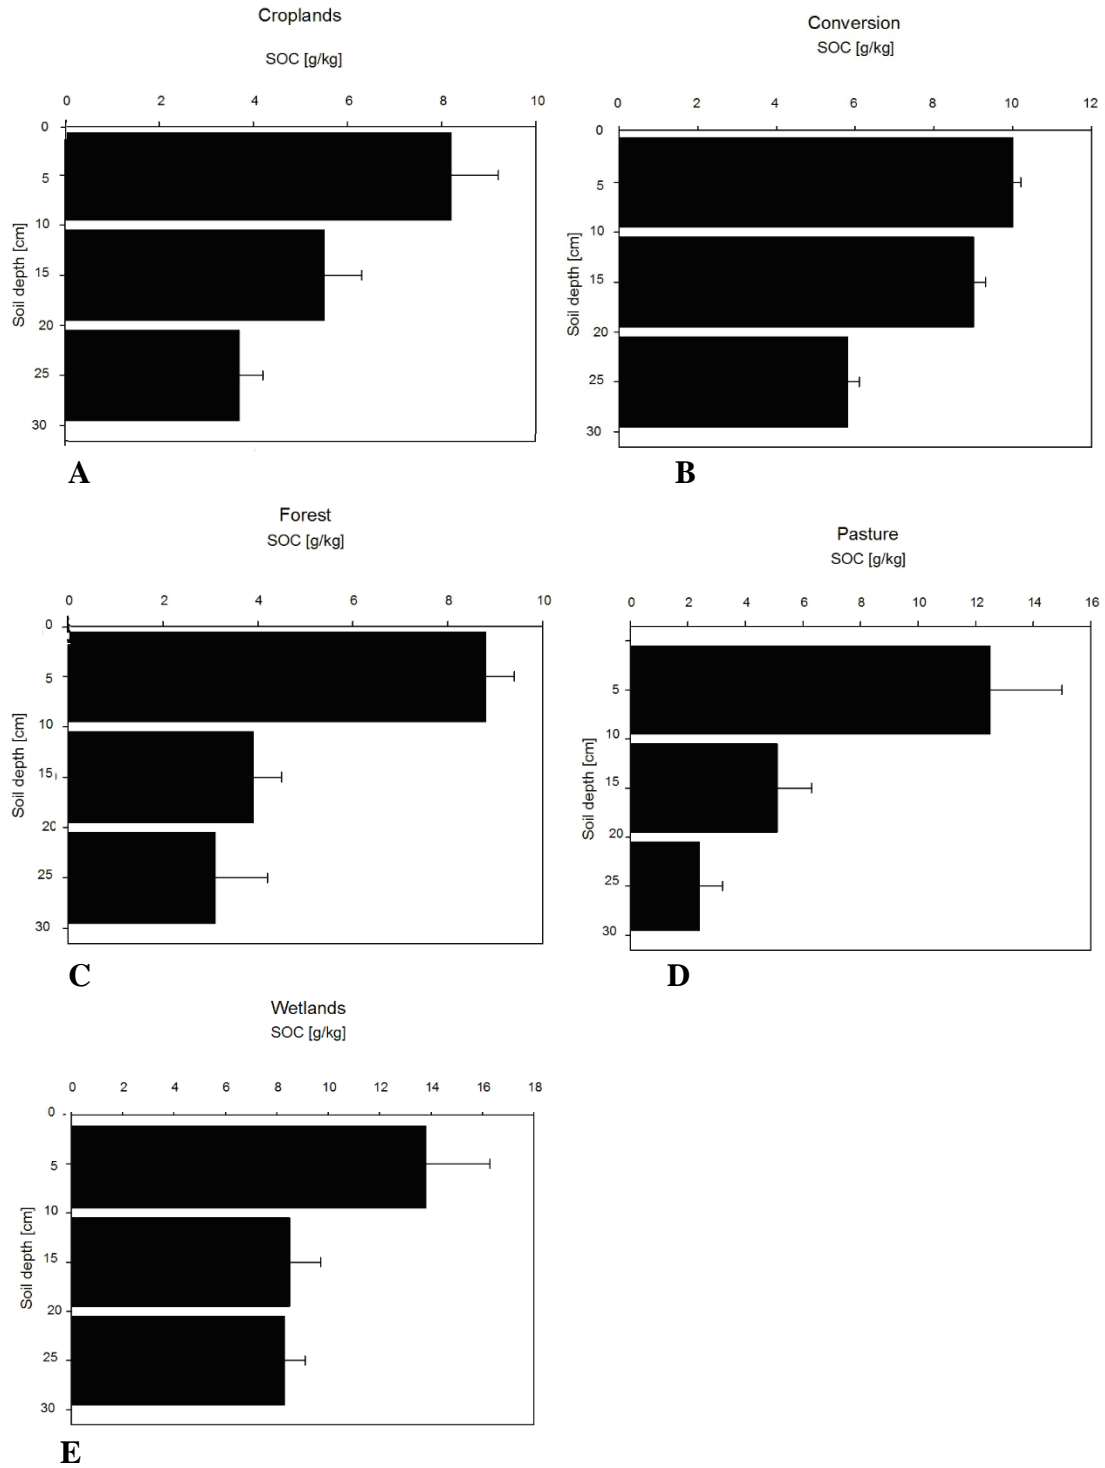 Croplands
SOC [g/kg]
0 2 4 6 8 10
0
5
10
15
20
25
30
Soil depth [cm]
A
Conversion
SOC [g/kg]
0 2 4 6 8 10 12
0
5
10
15
20
25
30
Soil depth [cm]
B
Forest
SOC [g/kg]
0 2 4 6 8 10
0
5
10
15
20
25
30
Soil depth [cm]
C
Pasture
SOC [g/kg]
0 2 4 6 8 10 12 14 16
5
10
15
20
25
30
Soil depth [cm]
D
Wetlands
SOC [g/kg]
0 2 4 6 8 10 12 14 16 18
0
5
10
15
20
25
30
Soil depth [cm]
E